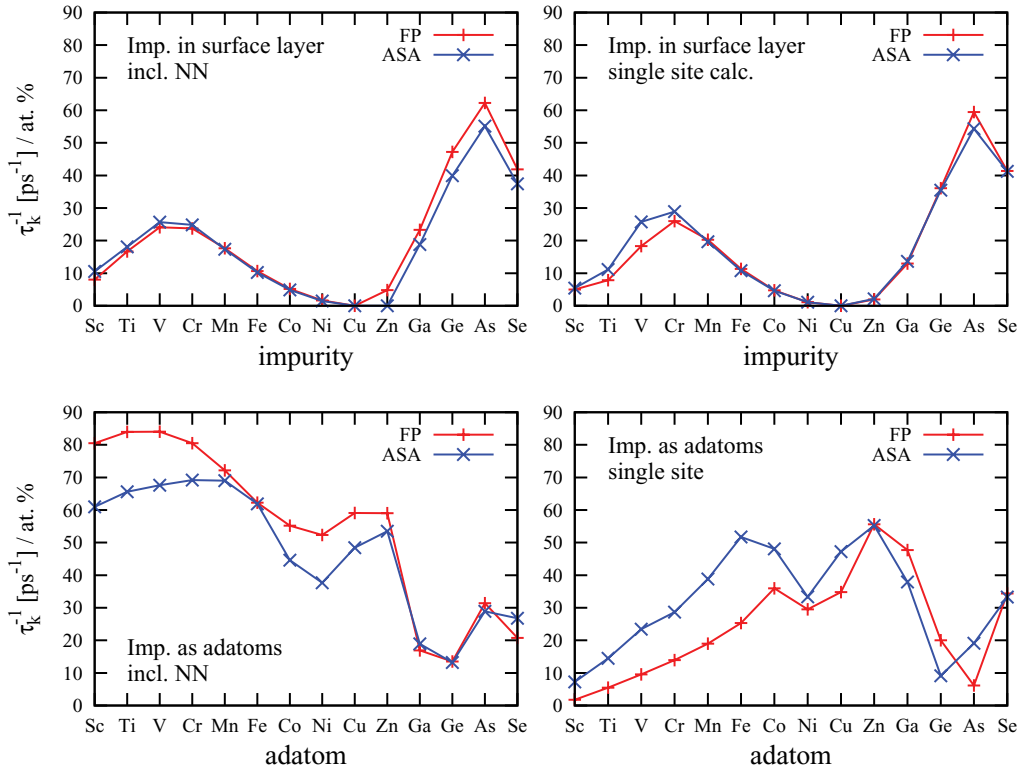 90
80
70
60
50
40
30
20
10
0
τk⁻¹ [ps⁻¹] / at. %
Imp. in surface layer
incl. NN
FP
ASA
Sc Ti V Cr Mn Fe Co Ni Cu Zn Ga Ge As Se
impurity
90
80
70
60
50
40
30
20
10
0
Imp. in surface layer
single site calc.
FP
ASA
Sc Ti V Cr Mn Fe Co Ni Cu Zn Ga Ge As Se
impurity
90
80
70
60
50
40
30
20
10
0
τk⁻¹ [ps⁻¹] / at. %
FP
ASA
Imp. as adatoms
incl. NN
Sc Ti V Cr Mn Fe Co Ni Cu Zn Ga Ge As Se
adatom
90
80
70
60
50
40
30
20
10
0
Imp. as adatoms
single site
FP
ASA
Sc Ti V Cr Mn Fe Co Ni Cu Zn Ga Ge As Se
adatom